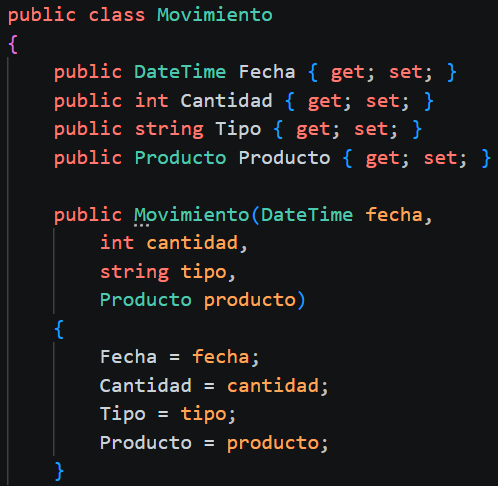 public class Movimiento
{
public DateTime Fecha { get; set; }
public int Cantidad { get; set; }
public string Tipo { get; set; }
public Producto Producto { get; set; }
public Movimiento(DateTime fecha,
int cantidad,
string tipo,
Producto producto)
{
Fecha = fecha;
Cantidad = cantidad;
Tipo = tipo;
Producto = producto;
}